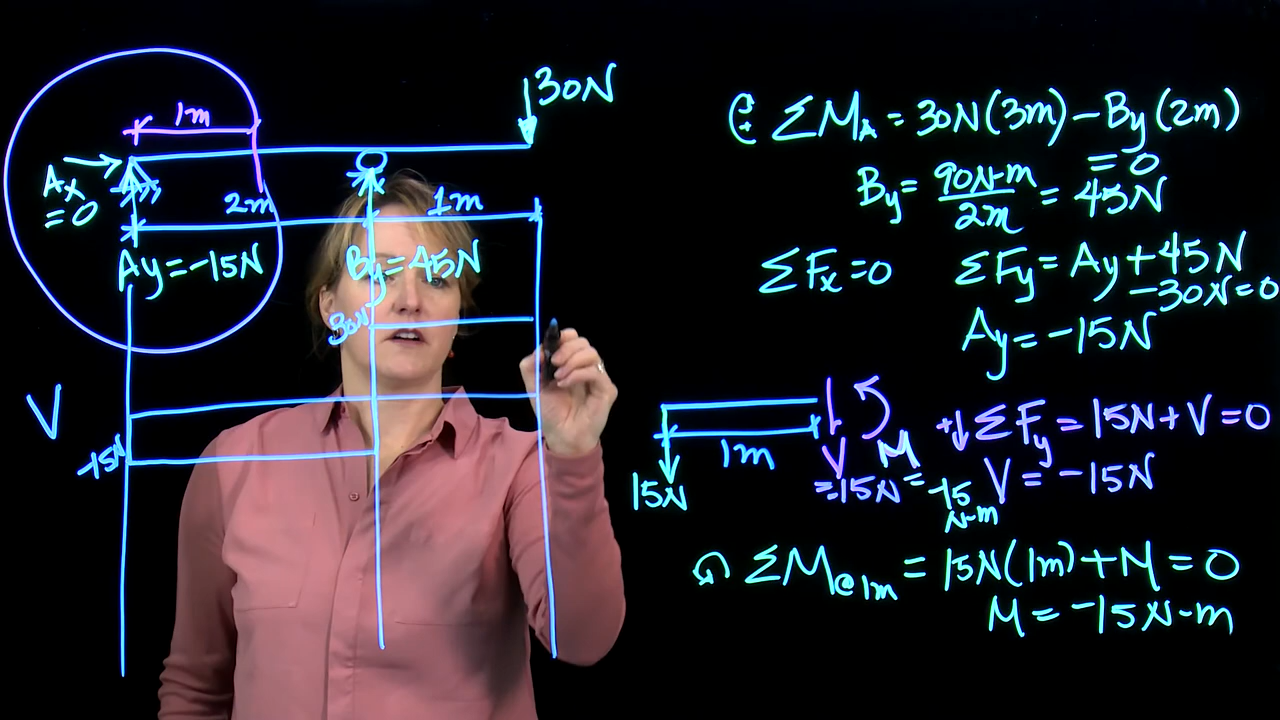 30N
1m
Ax
=0
2m
1m
Ay=-15N
By=45N
30N
V
-15N
ΣM_A=30N(3m)-By(2m)
=0
By=90N-m/2m=45N
ΣFx=0
ΣFy=Ay+45N
-30N=0
Ay=-15N
1m
15N
V
=-15N
M
=-15
N-m
+↓ΣFy=15N+V=0
V=-15N
ΣM@1m=15N(1m)+M=0
M=-15N-m